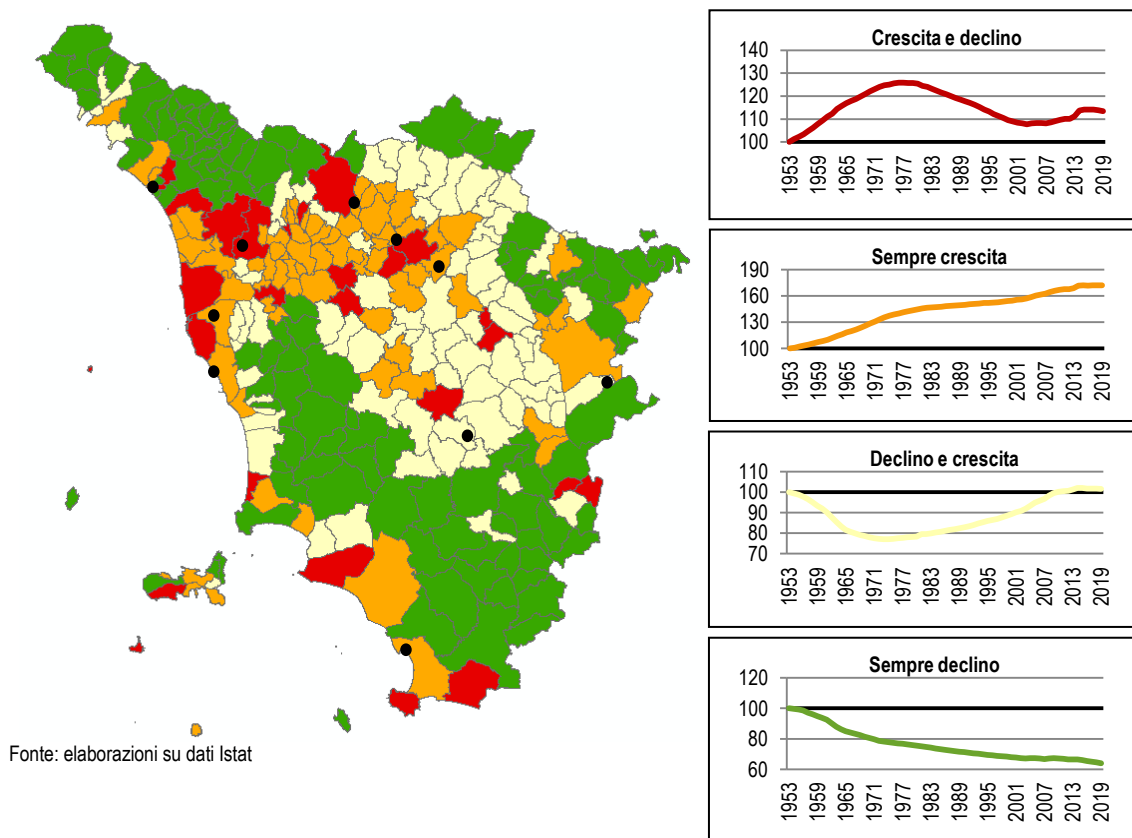 Crescita e declino
140
130
120
110
100
1953 1959 1965 1971 1977 1983 1989 1995 2001 2007 2013 2019
Sempre crescita
190
160
130
100
1953 1959 1965 1971 1977 1983 1989 1995 2001 2007 2013 2019
Declino e crescita
110
100
90
80
70
1953 1959 1965 1971 1977 1983 1989 1995 2001 2007 2013 2019
Sempre declino
120
100
80
60
1953 1959 1965 1971 1977 1983 1989 1995 2001 2007 2013 2019
Fonte: elaborazioni su dati Istat